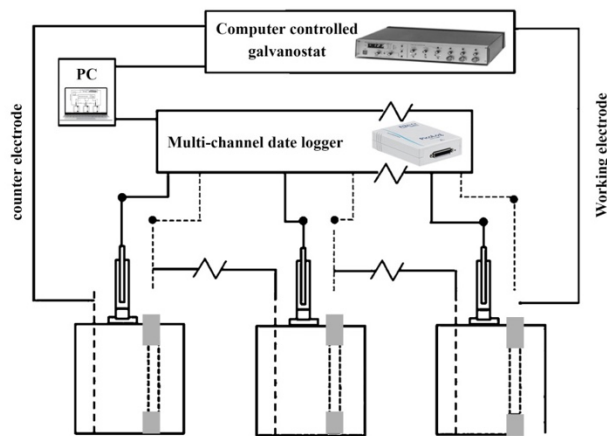 Computer controlled
galvanostat
PC
Multi-channel date logger
counter electrode
Working electrode